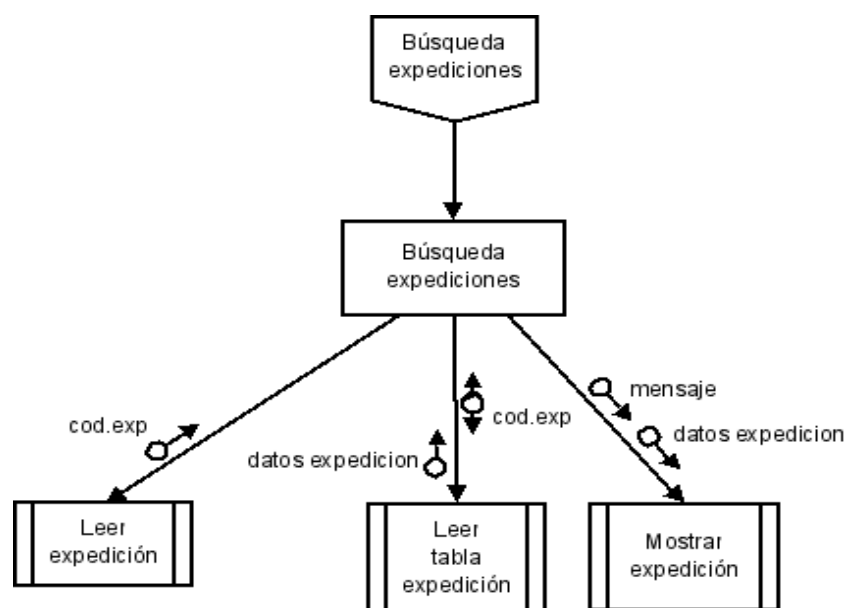 Búsqueda
expediciones
Búsqueda
expediciones
cod.exp
datos expedicion
cod.exp
mensaje
datos expedicion
Leer
expedición
Leer
tabla
expedición
Mostrar
expedición